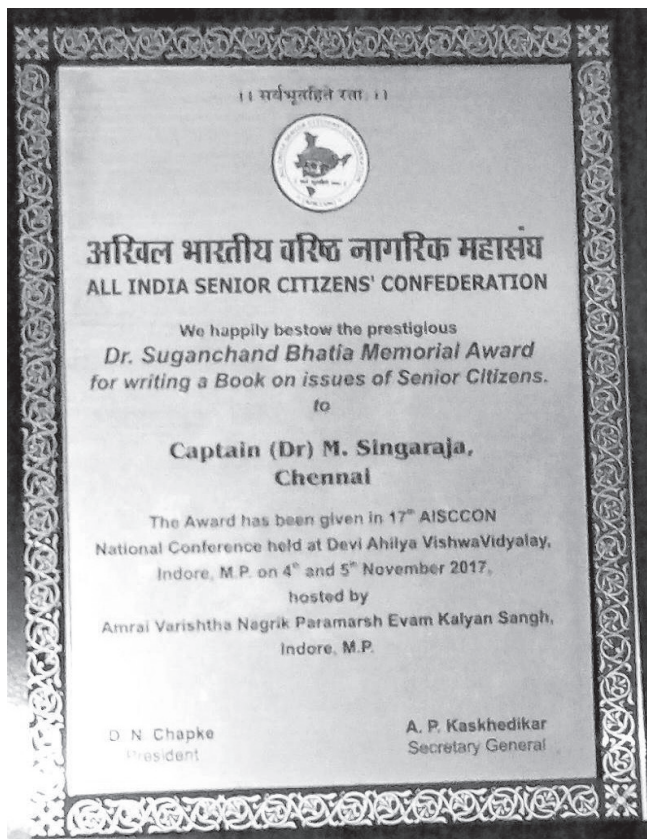 ।। सर्वभूतहिते रताः ।।
अखिल भारतीय वरिष्ठ नागरिक महासंघ
ALL INDIA SENIOR CITIZENS' CONFEDERATION
We happily bestow the prestigious
Dr. Suganchand Bhatia Memorial Award
for writing a Book on issues of Senior Citizens.
to
Captain (Dr) M. Singaraja,
Chennai
The Award has been given in 17th AISCCON
National Conference held at Devi Ahilya VishwaVidyalay,
Indore, M.P. on 4th and 5th November 2017,
hosted by
Amrai Varishtha Nagrik Paramarsh Evam Kalyan Sangh,
Indore, M.P.
D. N. Chapke
President
A. P. Kaskhedikar
Secretary General